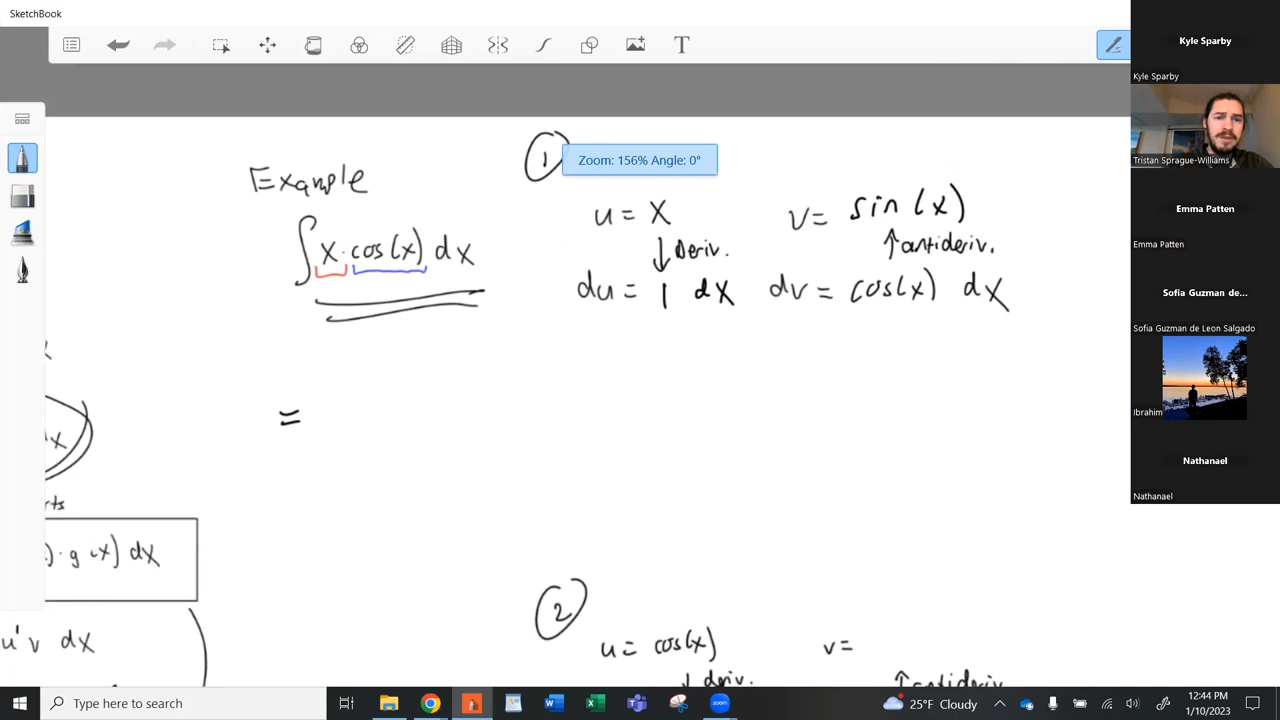 SketchBook
Kyle Sparby
Kyle Sparby
Tristan Sprague-Williams
Emma Patten
Emma Patten
Sofia Guzman de...
Sofia Guzman de Leon Salgado
Ibrahim
Nathanael
Nathanael
Zoom: 156% Angle: 0°
Example
∫ x · cos(x) dx
=
①
u = x
↓ Deriv.
du = 1 dx
v = sin(x)
↑ antideriv.
dv = cos(x) dx
②
u = cos(x)
↓ deriv.
v =
↑ antideriv.
x
x
rts
) · g(x) dx
u'v dx
Type here to search
25°F Cloudy
12:44 PM
1/10/2023